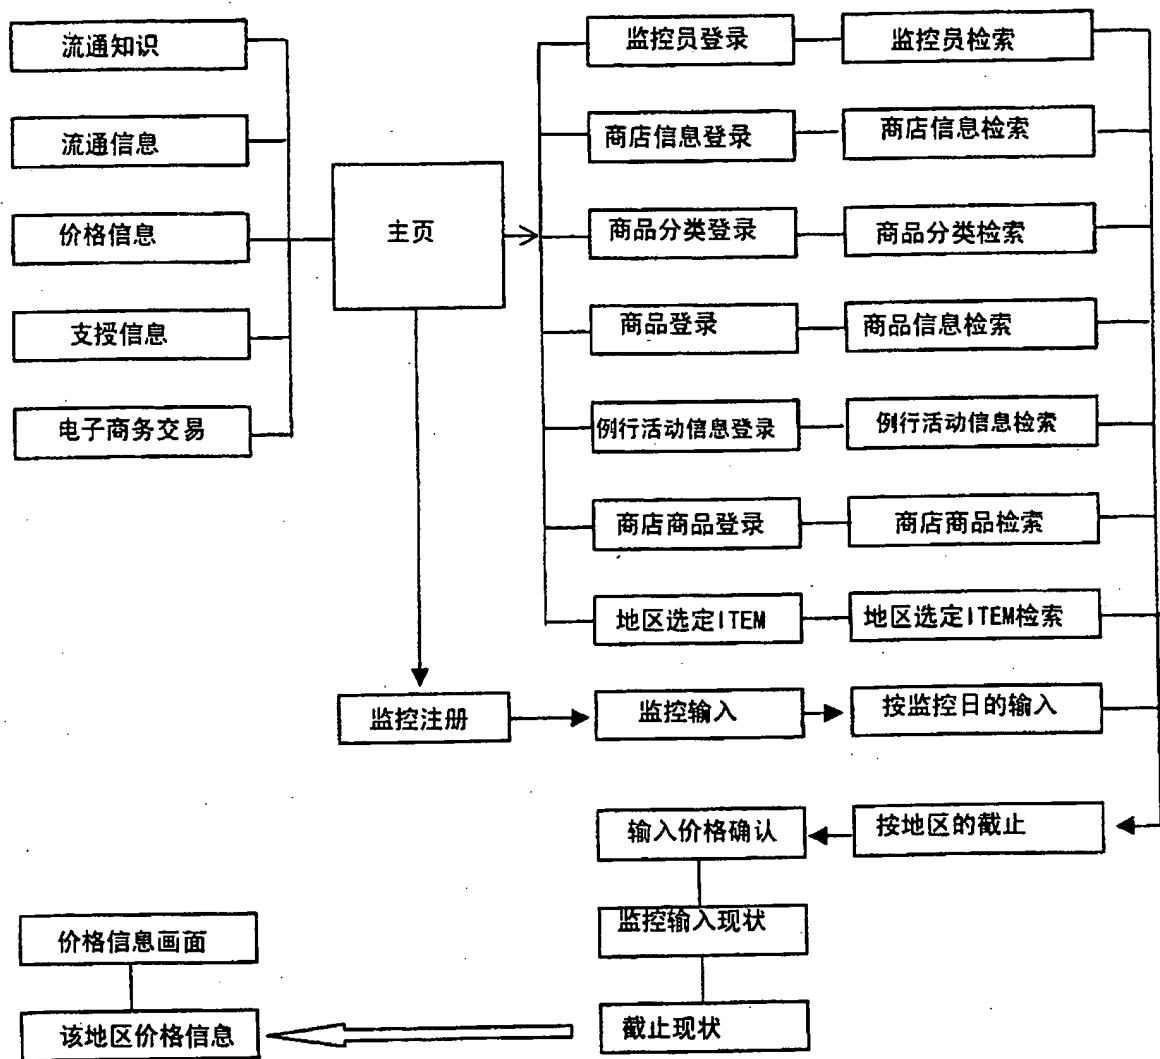 流通知识
流通信息
价格信息
支授信息
电子商务交易
主页
监控员登录
监控员检索
商店信息登录
商店信息检索
商品分类登录
商品分类检索
商品登录
商品信息检索
例行活动信息登录
例行活动信息检索
商店商品登录
商店商品检索
地区选定ITEM
地区选定ITEM检索
监控注册
监控输入
按监控日的输入
输入价格确认
按地区的截止
监控输入现状
截止现状
价格信息画面
该地区价格信息